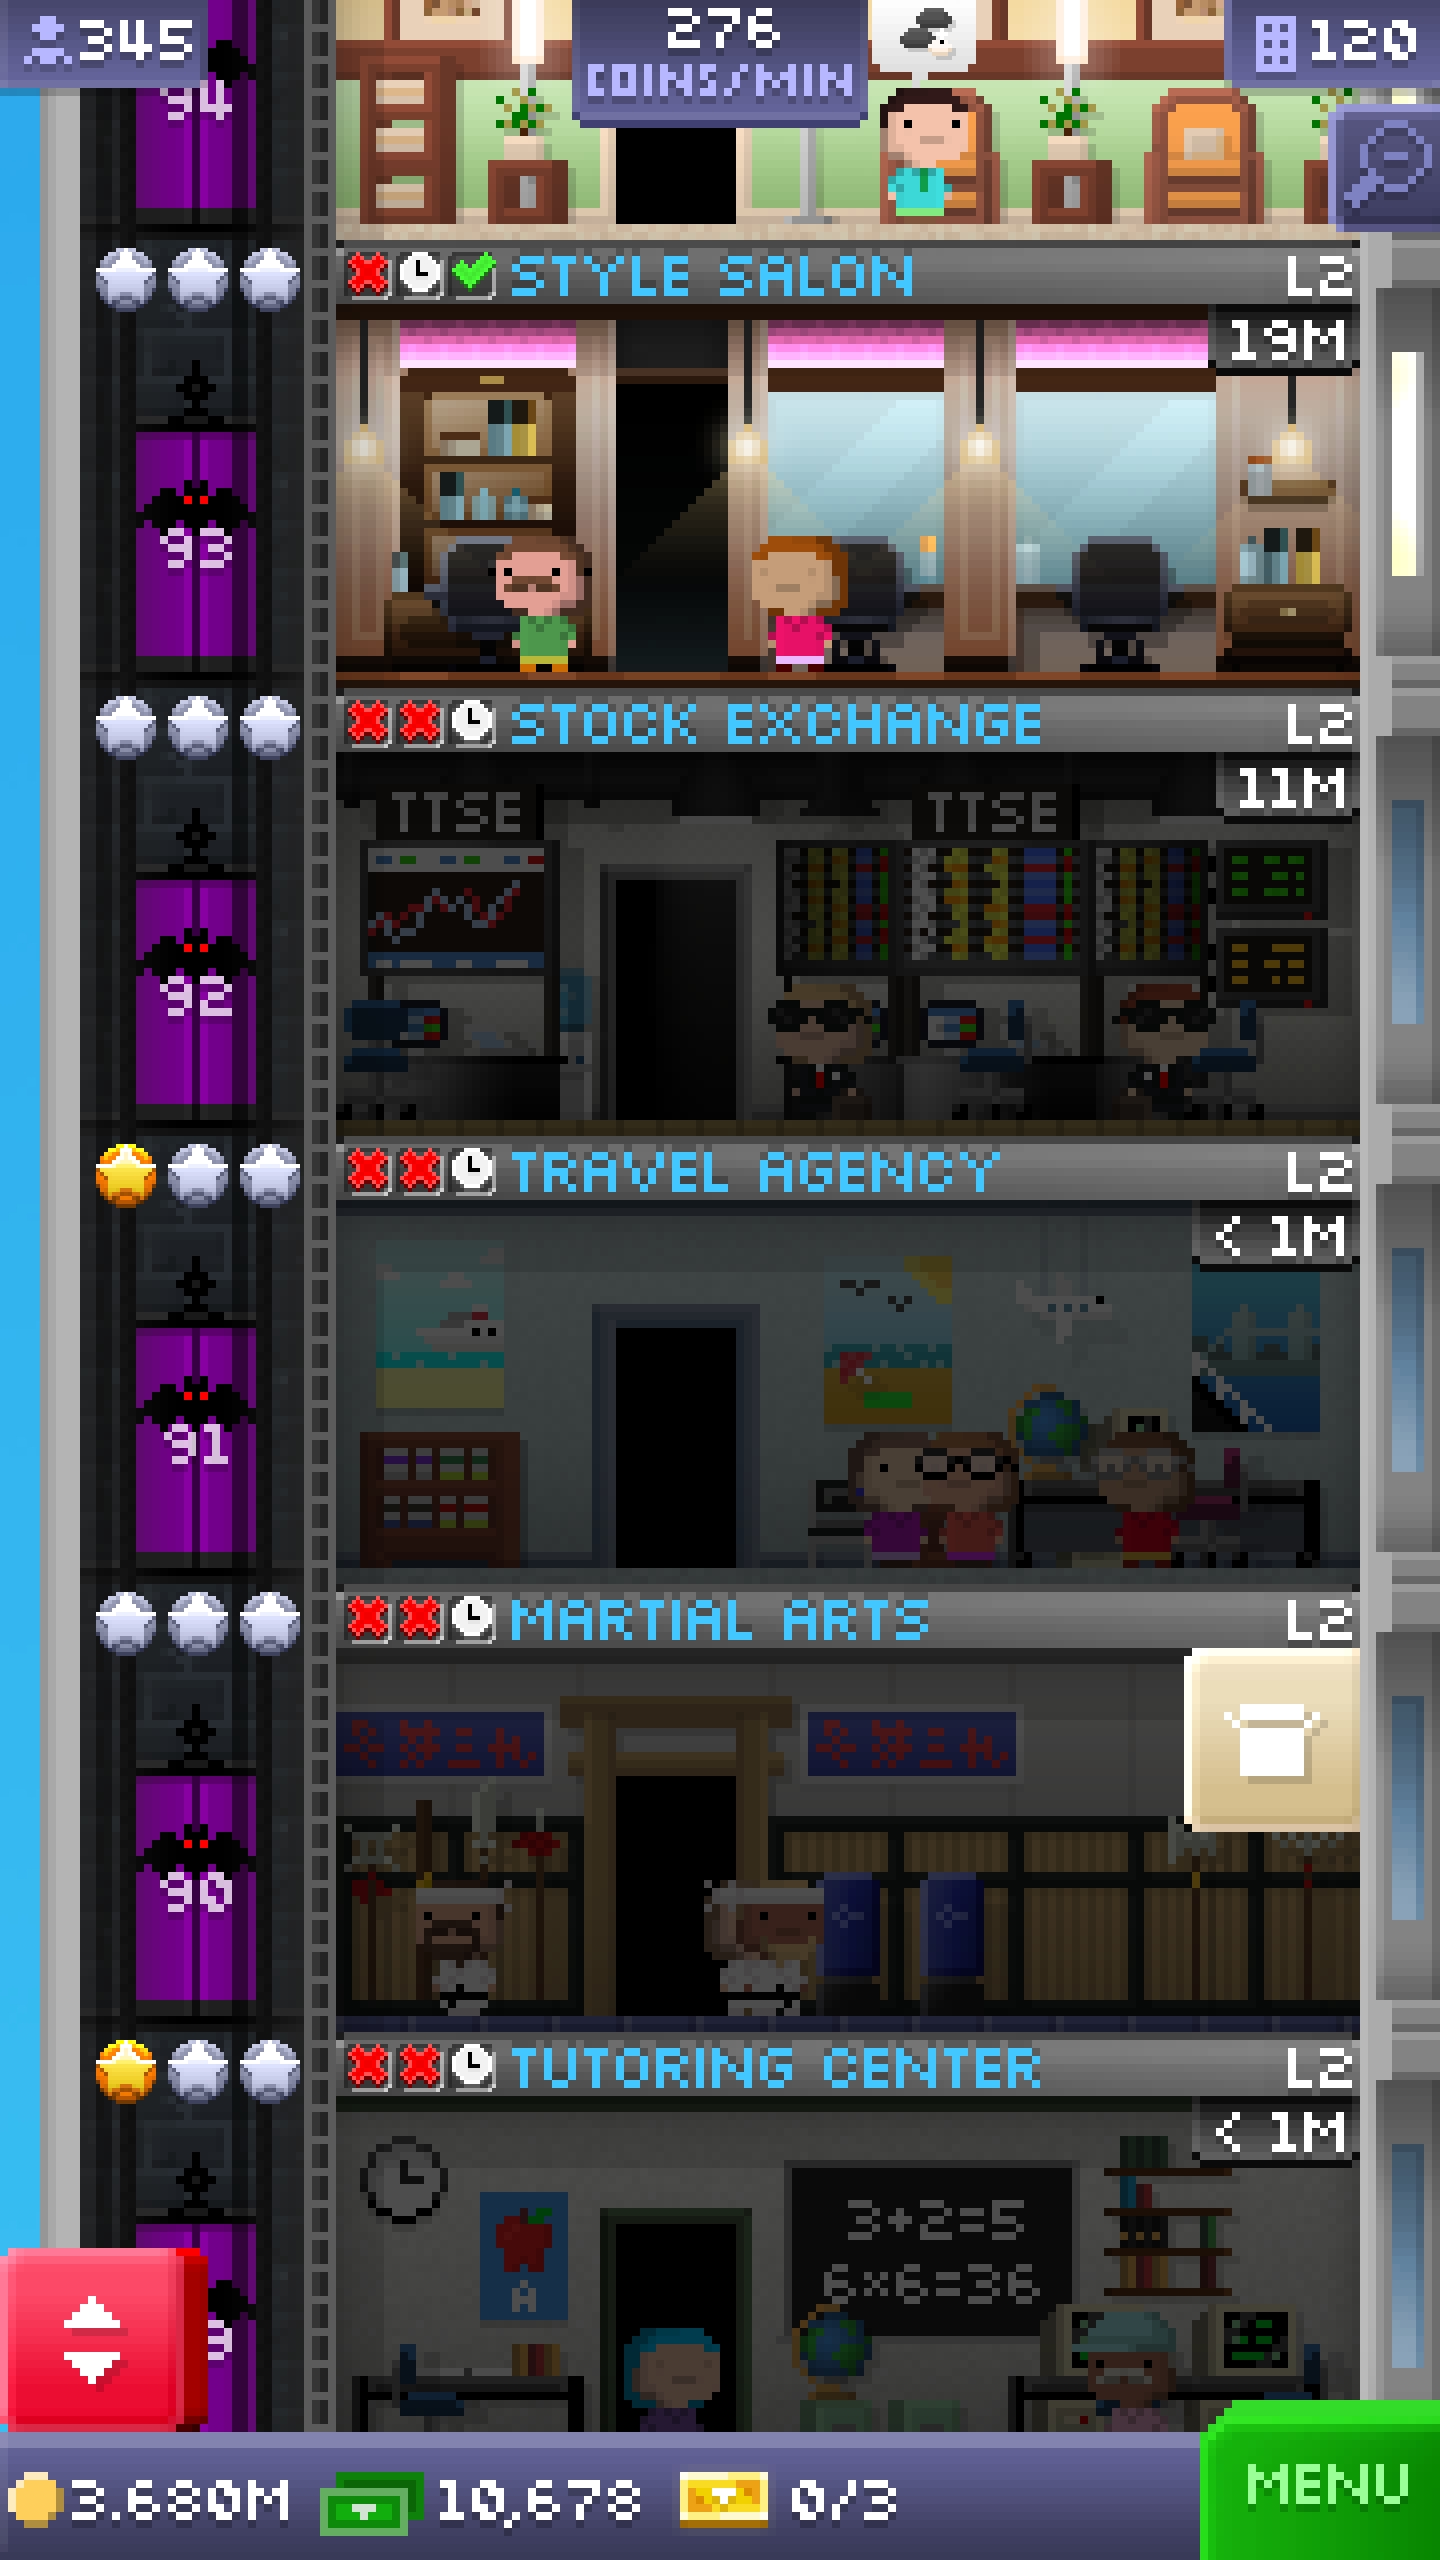 345
276
COINS/MIN
120
94
STYLE SALON
L2
19M
93
STOCK EXCHANGE
L2
11M
TTSE
TTSE
92
TRAVEL AGENCY
L2
< 1M
91
MARTIAL ARTS
L2
90
TUTORING CENTER
L2
< 1M
3+2=5
6×6=36
A
3.680M
10,678
0/3
MENU